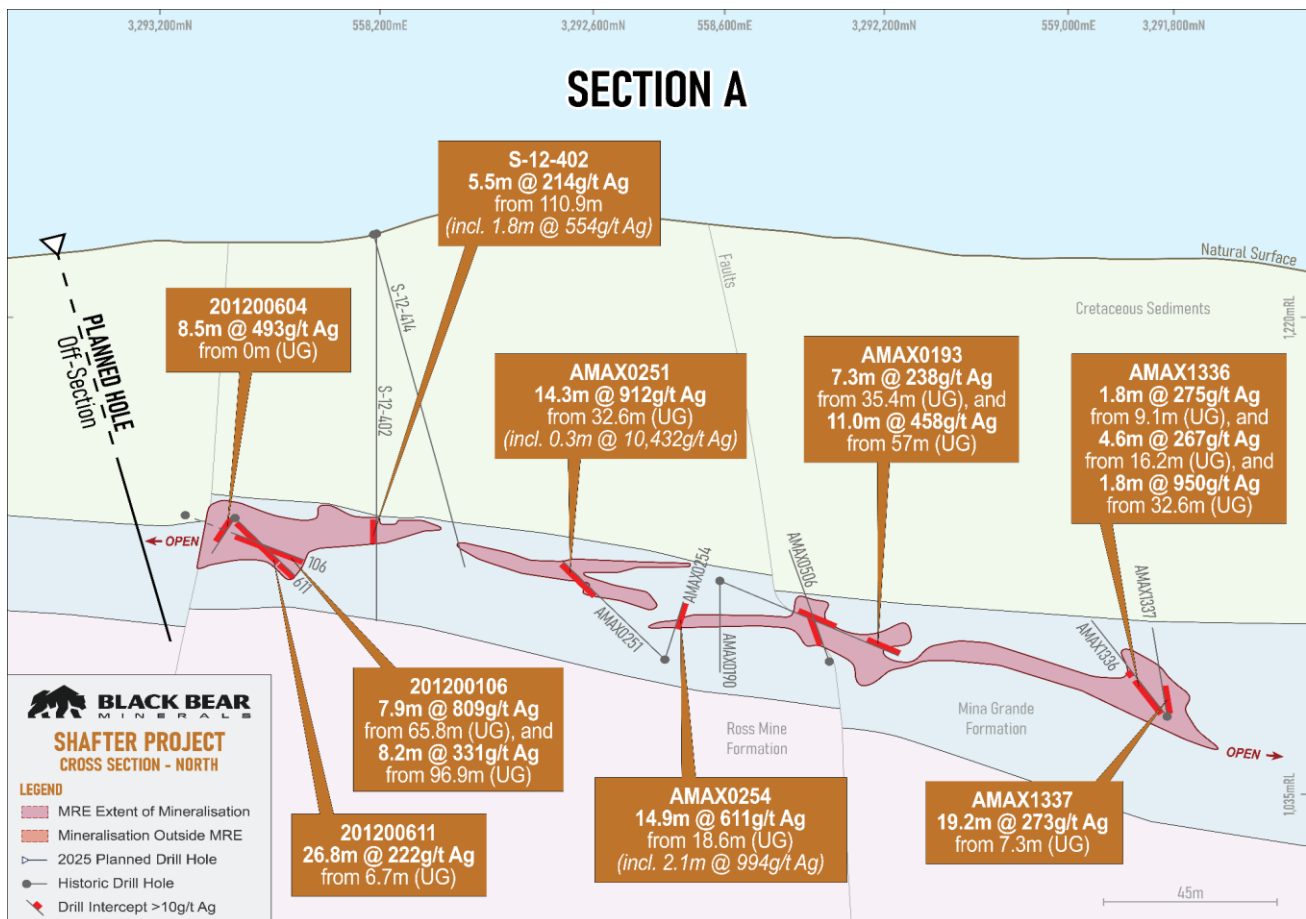 3,293,200mN
558,200mE
3,292,600mN
558,600mE
3,292,200mN
559,000mE
3,291,800mN
SECTION A
S-12-402
5.5m @ 214g/t Ag
from 110.9m
(incl. 1.8m @ 554g/t Ag)
Natural Surface
PLANNED HOLE
Off-Section
201200604
8.5m @ 493g/t Ag
from 0m (UG)
S-12-414
S-12-402
Faults
Cretaceous Sediments
1,220mRL
AMAX0251
14.3m @ 912g/t Ag
from 32.6m (UG)
(incl. 0.3m @ 10,432g/t Ag)
AMAX0193
7.3m @ 238g/t Ag
from 35.4m (UG), and
11.0m @ 458g/t Ag
from 57m (UG)
AMAX1336
1.8m @ 275g/t Ag
from 9.1m (UG), and
4.6m @ 267g/t Ag
from 16.2m (UG), and
1.8m @ 950g/t Ag
from 32.6m (UG)
OPEN
106
611
AMAX0251
AMAX0254
AMAX0190
AMAX0506
AMAX1336
AMAX1337
Ross Mine
Formation
Mina Grande
Formation
OPEN
1,035mRL
201200106
7.9m @ 809g/t Ag
from 65.8m (UG), and
8.2m @ 331g/t Ag
from 96.9m (UG)
201200611
26.8m @ 222g/t Ag
from 6.7m (UG)
AMAX0254
14.9m @ 611g/t Ag
from 18.6m (UG)
(incl. 2.1m @ 994g/t Ag)
AMAX1337
19.2m @ 273g/t Ag
from 7.3m (UG)
45m
BLACK BEAR
MINERALS
SHAFTER PROJECT
CROSS SECTION - NORTH
LEGEND
MRE Extent of Mineralisation
Mineralisation Outside MRE
2025 Planned Drill Hole
Historic Drill Hole
Drill Intercept >10g/t Ag